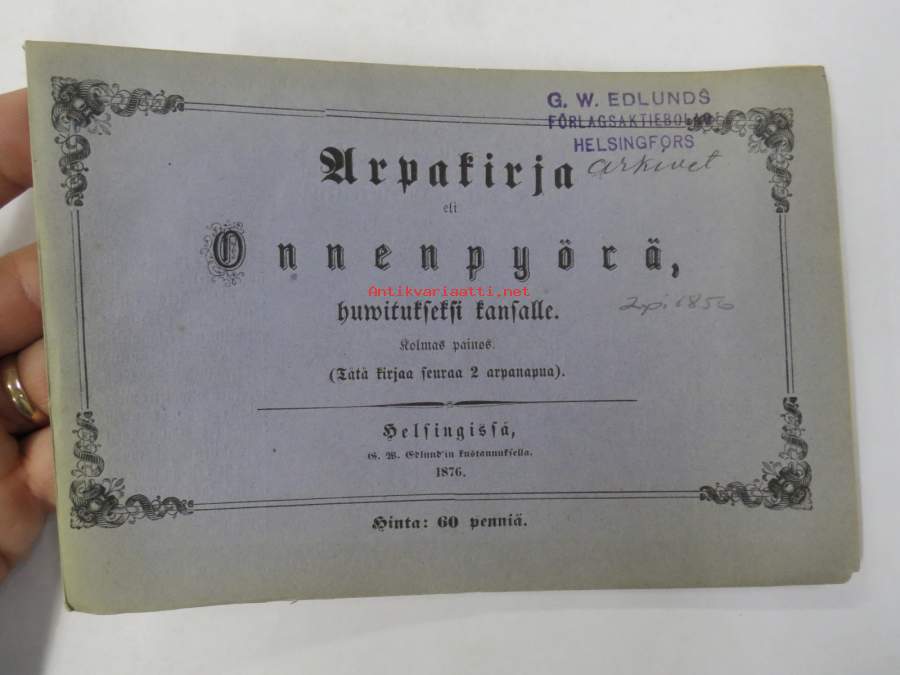 G. W. EDLUNDS
FÖRLAGSAKTIEBOLAG
HELSINGFORS
arkivet
Arpakirja
eli
Onnenpyörä,
Antikvariaatti.net
huwitukseksi kansalle.
2 pi 1856
Kolmas painos.
(Tätä kirjaa seuraa 2 arpanapua).
Helsingissä,
G. W. Edlund'in kustannuksella.
1876.
Hinta: 60 penniä.